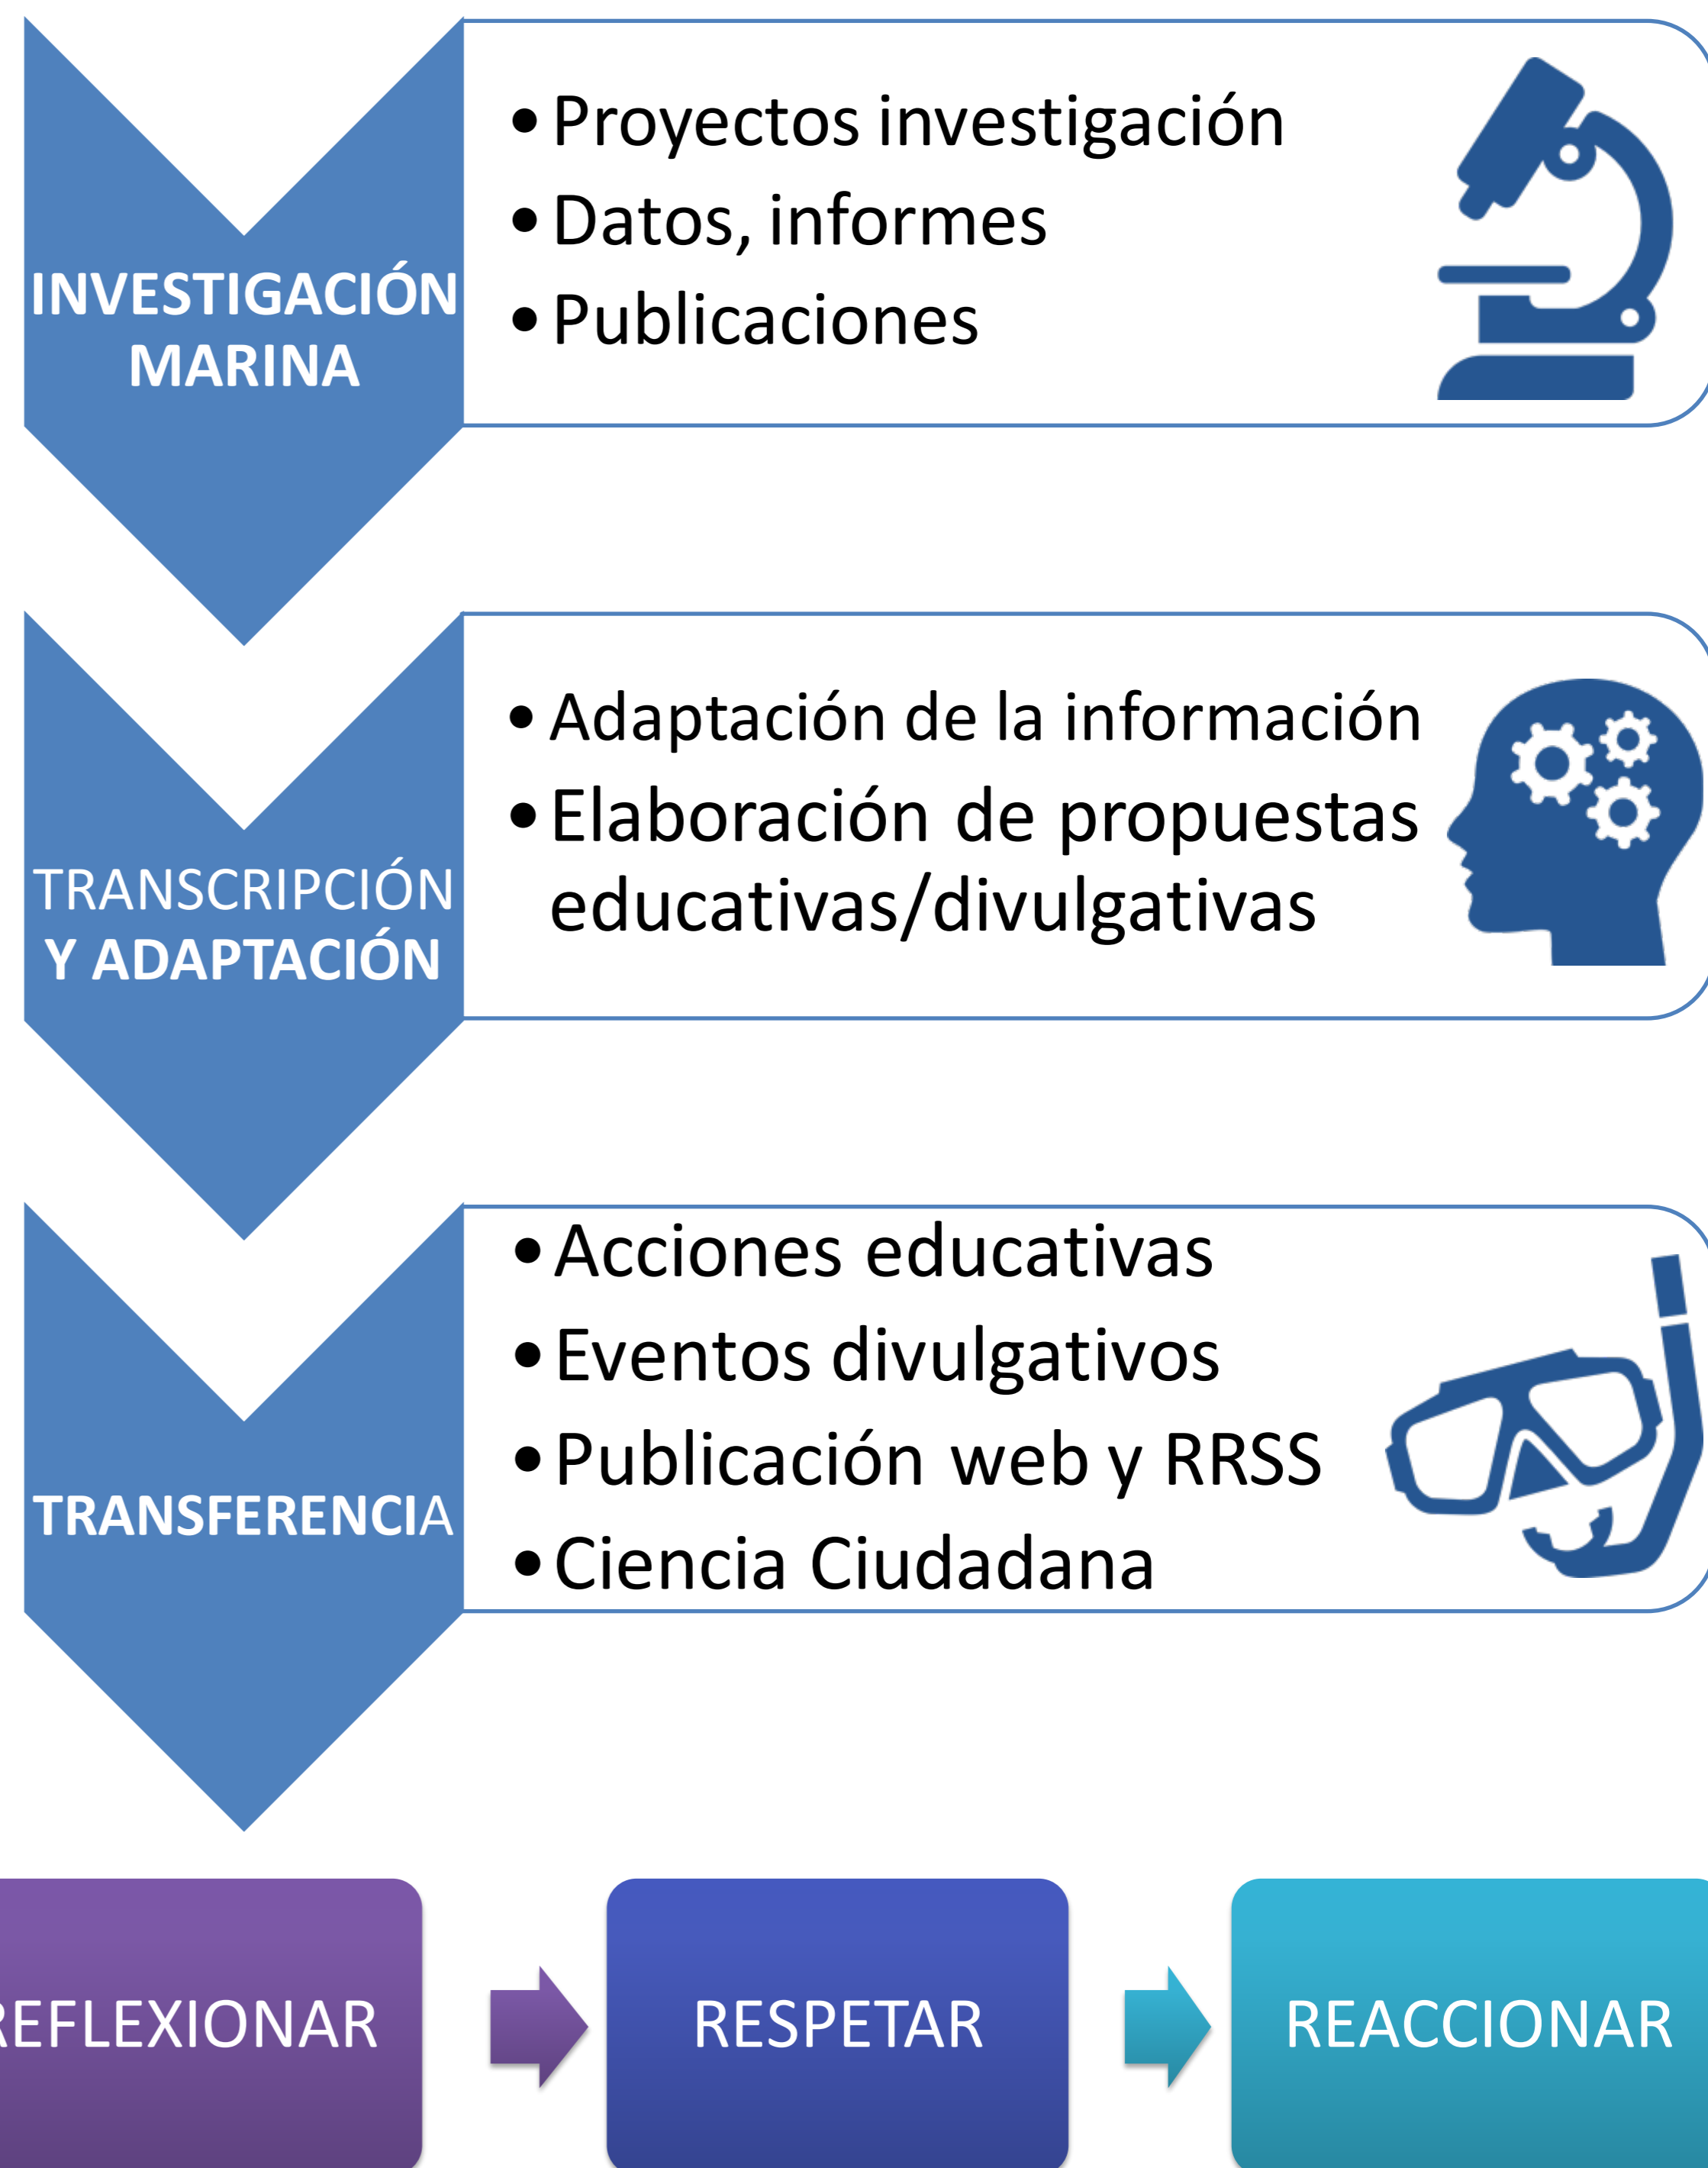 INVESTIGACIÓN
MARINA
• Proyectos investigación
• Datos, informes
• Publicaciones
TRANSCRIPCIÓN
Y ADAPTACIÓN
• Adaptación de la información
• Elaboración de propuestas
educativas/divulgativas
TRANSFERENCIA
• Acciones educativas
• Eventos divulgativos
• Publicación web y RRSS
• Ciencia Ciudadana
REFLEXIONAR
RESPETAR
REACCIONAR